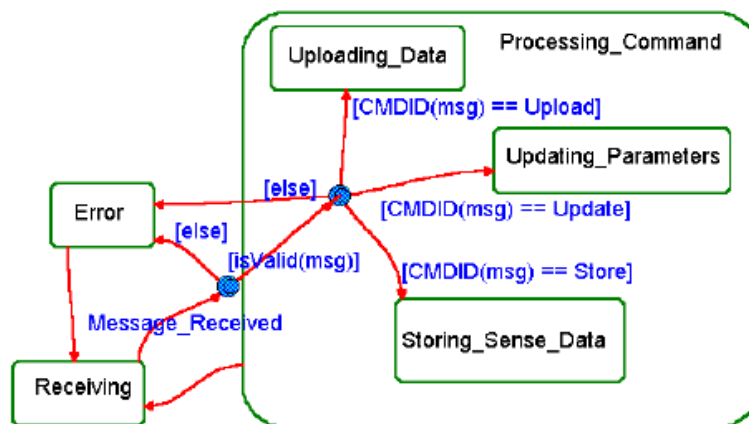 Processing_Command
Uploading_Data
[CMDID(msg) == Upload]
Updating_Parameters
[else]
[CMDID(msg) == Update]
Error
[else]
[isValid(msg)]
[CMDID(msg) == Store]
Message_Received
Storing_Sense_Data
Receiving